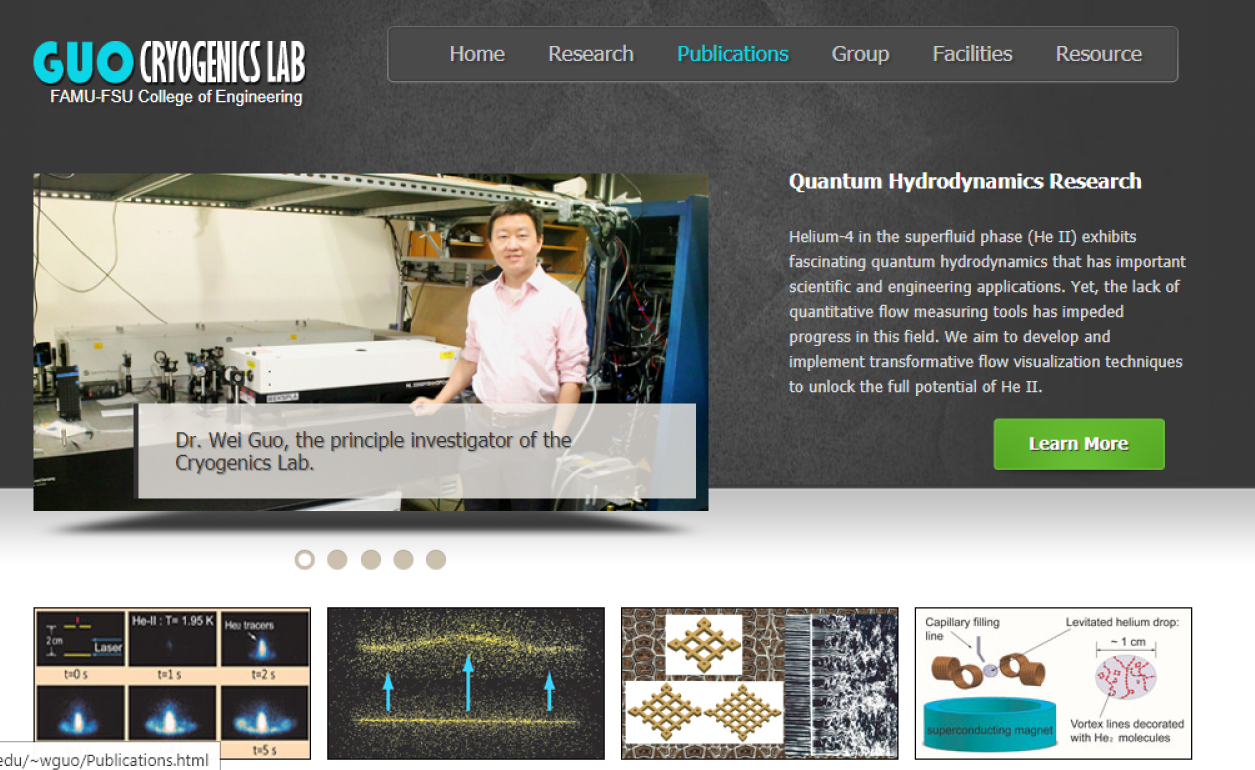 GUO CRYOGENICS LAB
FAMU-FSU College of Engineering
Home Research Publications Group Facilities Resource
Quantum Hydrodynamics Research
Helium-4 in the superfluid phase (He II) exhibits
fascinating quantum hydrodynamics that has important
scientific and engineering applications. Yet, the lack of
quantitative flow measuring tools has impeded
progress in this field. We aim to develop and
implement transformative flow visualization techniques
to unlock the full potential of He II.
Learn More
EKSPLA
Dr. Wei Guo, the principle investigator of the
Cryogenics Lab.
2 cm
Laser
t=0 s
He-II : T= 1.95 K
t=1 s
He₂ tracers
t=2 s
t=5 s
Capillary filling
line
Levitated helium drop:
~ 1 cm
superconducting magnet
Vortex lines decorated
with He₂ molecules
edu/~wguo/Publications.html